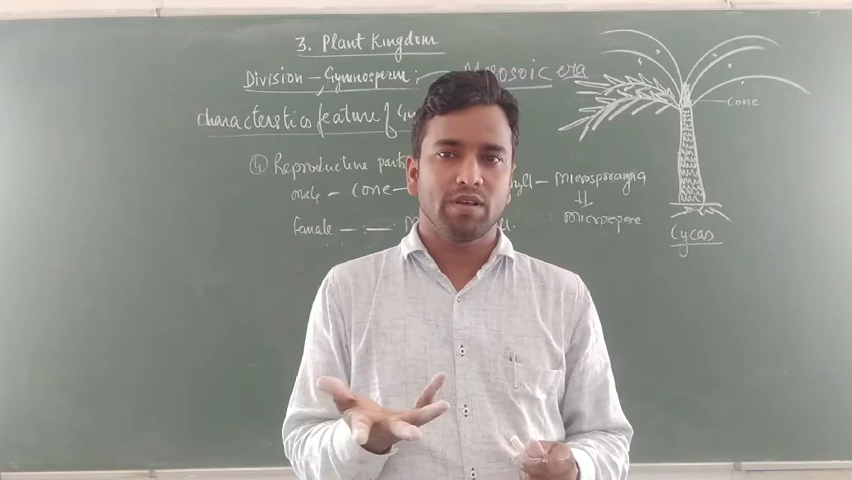 3. Plant Kingdom
Division - Gymnosperm; Mesosoic era
characteristics feature of
④ Reproductive part
male - Cone - - Microsporangia
Microspore
female -
Cone
Cycas